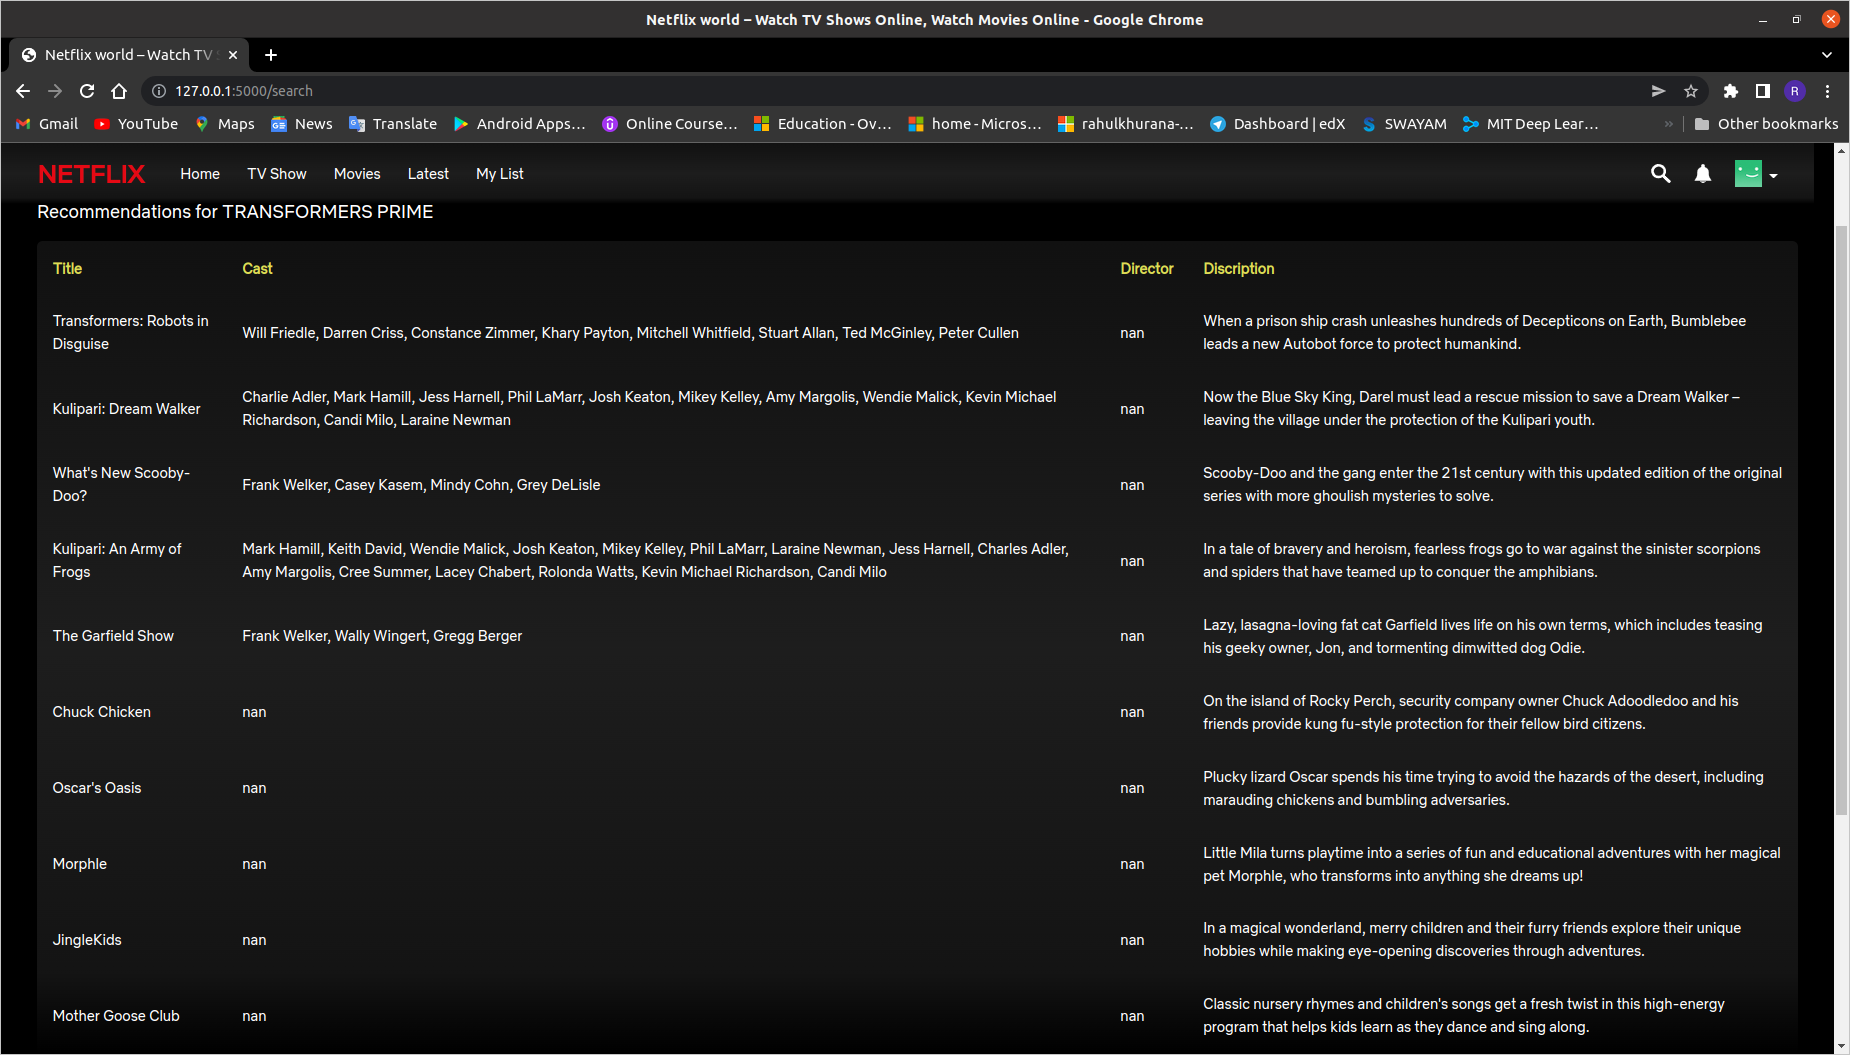 Netflix world – Watch TV Shows Online, Watch Movies Online - Google Chrome
Netflix world – Watch TV S
127.0.0.1:5000/search
R
Gmail YouTube Maps News Translate Android Apps... Online Course... Education - Ov... home - Micros... rahulkhurana-... Dashboard | edX SWAYAM MIT Deep Lear... » Other bookmarks
NETFLIX Home TV Show Movies Latest My List
Recommendations for TRANSFORMERS PRIME
Title Cast Director Discription
Transformers: Robots in
Disguise
Will Friedle, Darren Criss, Constance Zimmer, Khary Payton, Mitchell Whitfield, Stuart Allan, Ted McGinley, Peter Cullen
nan
When a prison ship crash unleashes hundreds of Decepticons on Earth, Bumblebee
leads a new Autobot force to protect humankind.
Kulipari: Dream Walker
Charlie Adler, Mark Hamill, Jess Harnell, Phil LaMarr, Josh Keaton, Mikey Kelley, Amy Margolis, Wendie Malick, Kevin Michael
Richardson, Candi Milo, Laraine Newman
nan
Now the Blue Sky King, Darel must lead a rescue mission to save a Dream Walker –
leaving the village under the protection of the Kulipari youth.
What's New Scooby-
Doo?
Frank Welker, Casey Kasem, Mindy Cohn, Grey DeLisle
nan
Scooby-Doo and the gang enter the 21st century with this updated edition of the original
series with more ghoulish mysteries to solve.
Kulipari: An Army of
Frogs
Mark Hamill, Keith David, Wendie Malick, Josh Keaton, Mikey Kelley, Phil LaMarr, Laraine Newman, Jess Harnell, Charles Adler,
Amy Margolis, Cree Summer, Lacey Chabert, Rolonda Watts, Kevin Michael Richardson, Candi Milo
nan
In a tale of bravery and heroism, fearless frogs go to war against the sinister scorpions
and spiders that have teamed up to conquer the amphibians.
The Garfield Show
Frank Welker, Wally Wingert, Gregg Berger
nan
Lazy, lasagna-loving fat cat Garfield lives life on his own terms, which includes teasing
his geeky owner, Jon, and tormenting dimwitted dog Odie.
Chuck Chicken
nan
nan
On the island of Rocky Perch, security company owner Chuck Adoodledoo and his
friends provide kung fu-style protection for their fellow bird citizens.
Oscar's Oasis
nan
nan
Plucky lizard Oscar spends his time trying to avoid the hazards of the desert, including
marauding chickens and bumbling adversaries.
Morphle
nan
nan
Little Mila turns playtime into a series of fun and educational adventures with her magical
pet Morphle, who transforms into anything she dreams up!
JingleKids
nan
nan
In a magical wonderland, merry children and their furry friends explore their unique
hobbies while making eye-opening discoveries through adventures.
Mother Goose Club
nan
nan
Classic nursery rhymes and children's songs get a fresh twist in this high-energy
program that helps kids learn as they dance and sing along.